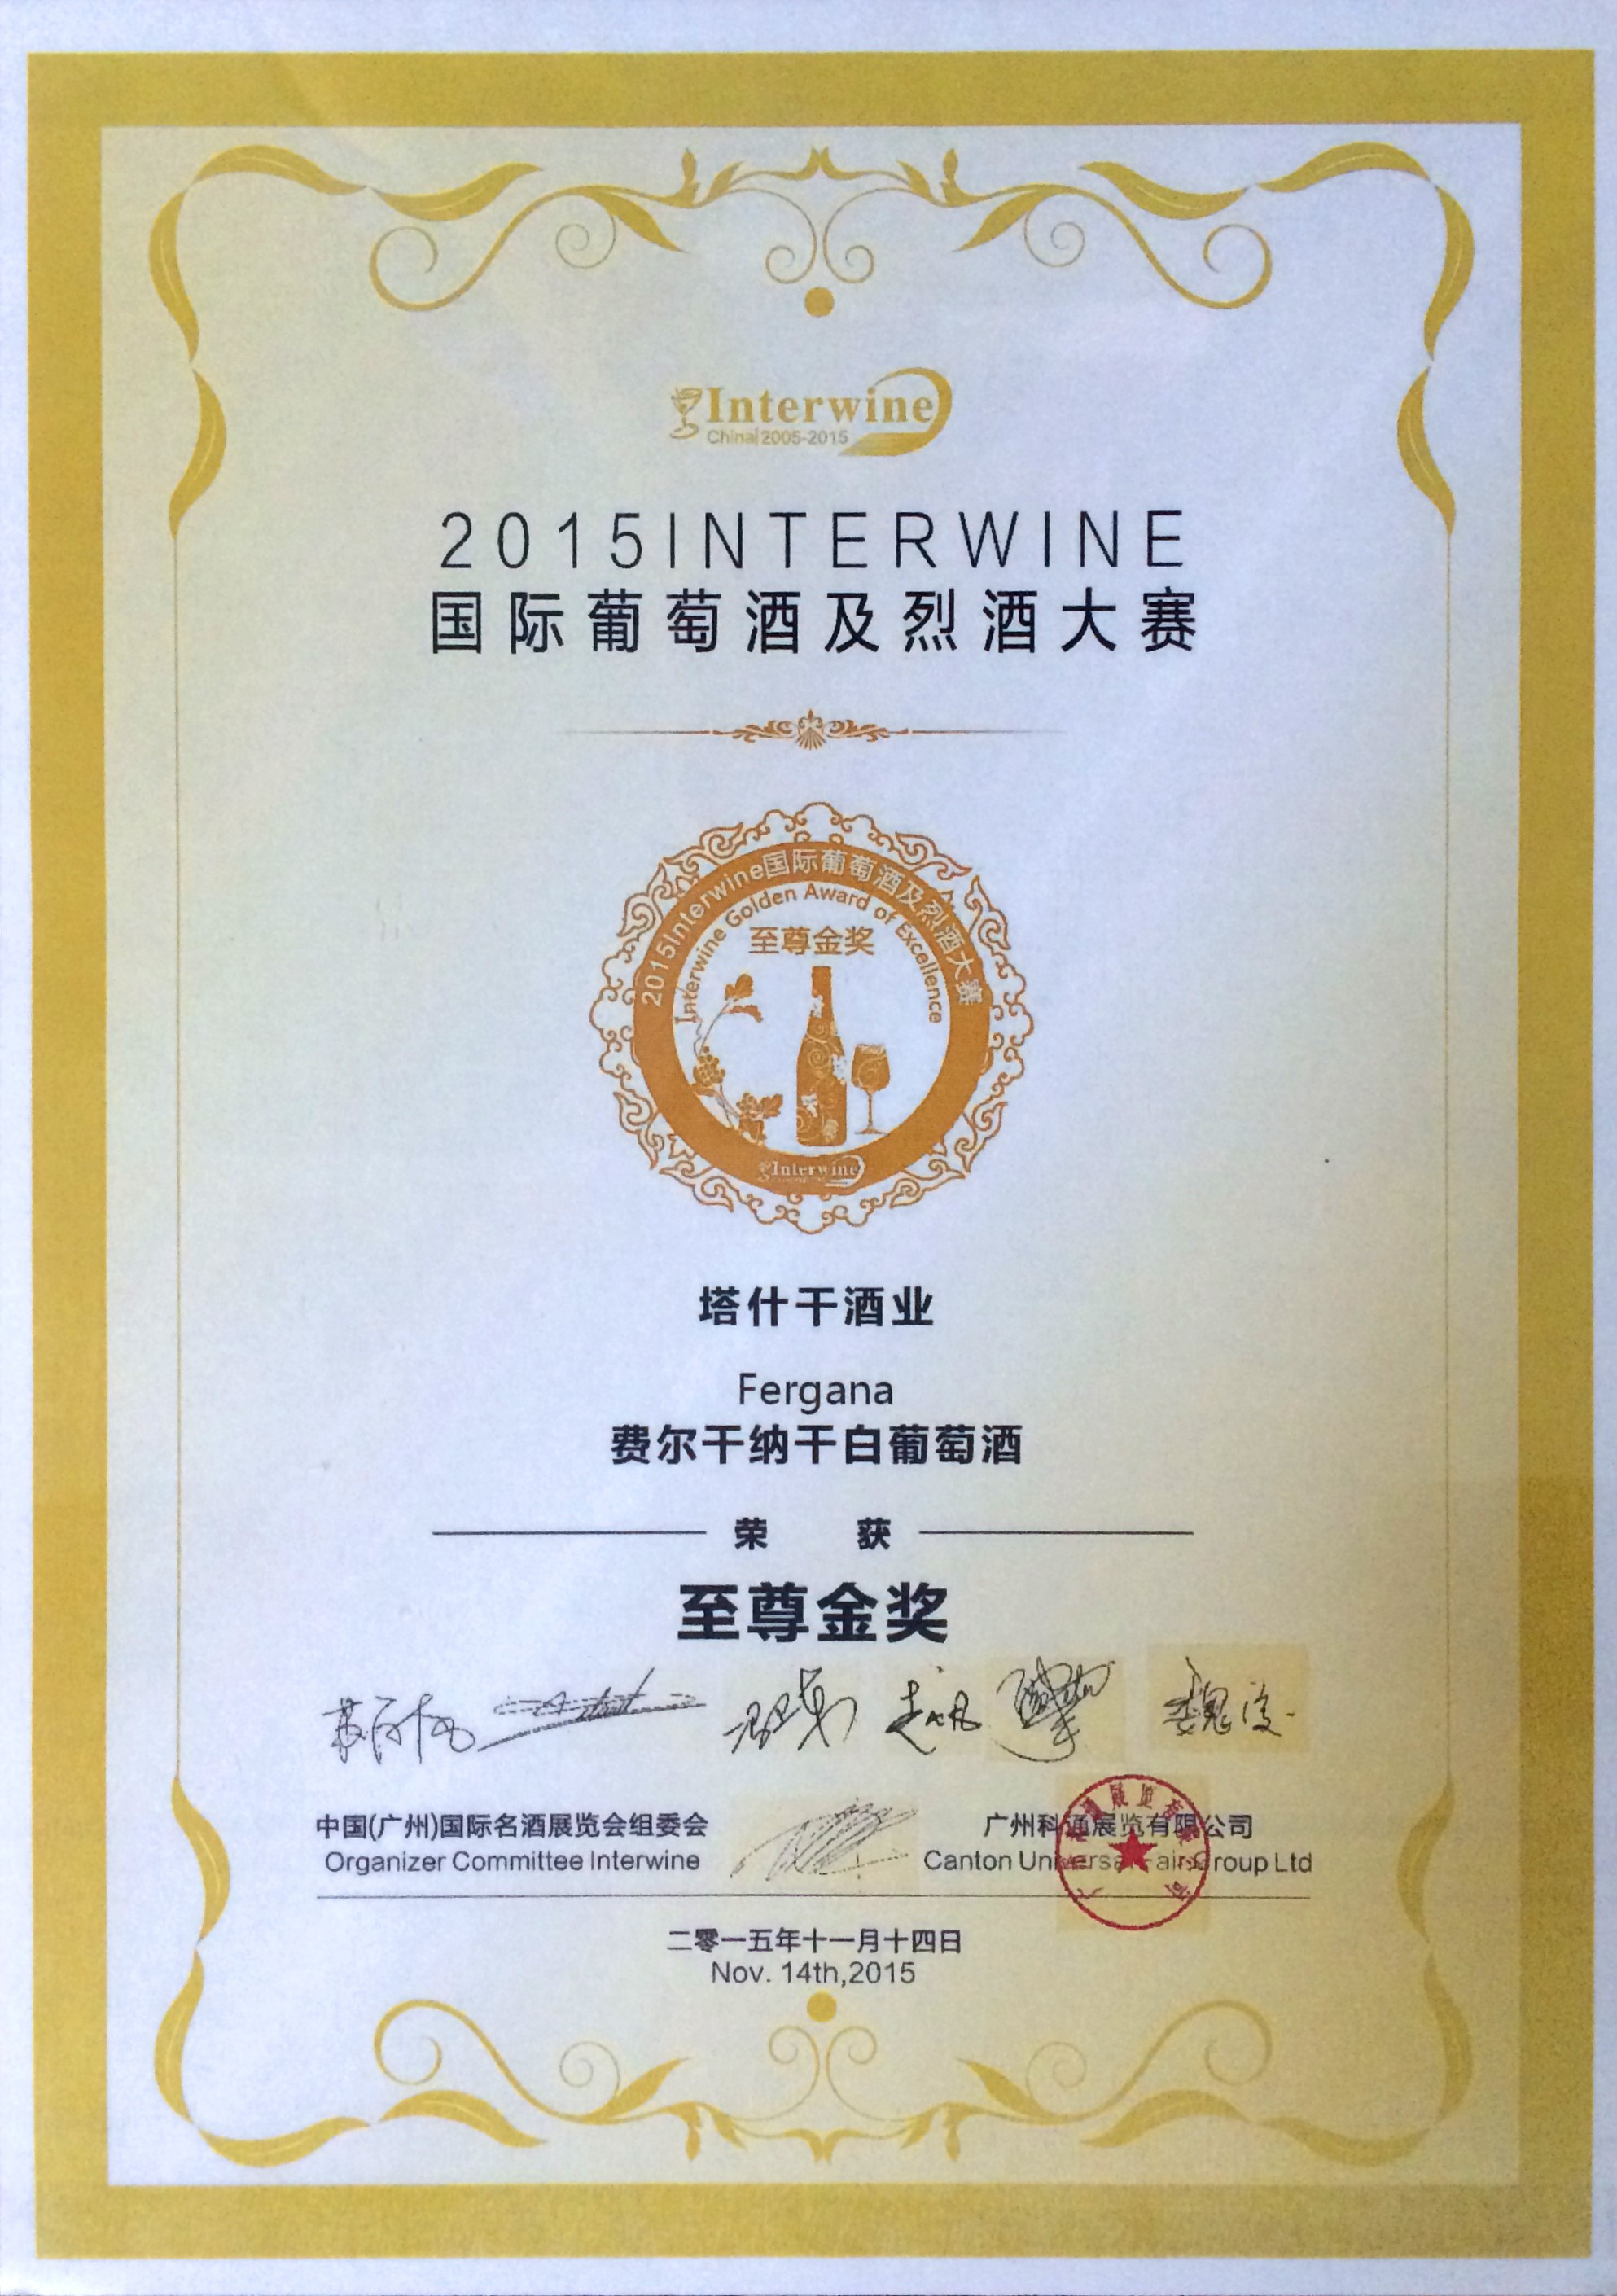 Interwine
China|2005-2015
2015INTERWINE
国际葡萄酒及烈酒大赛
2015Interwine国际葡萄酒及烈酒大赛
Interwine Golden Award of Excellence
至尊金奖
Interwine
塔什干酒业
Fergana
费尔干纳干白葡萄酒
荣 获
至尊金奖
魏俊
中国(广州)国际名酒展览会组委会
Organizer Committee Interwine
广州科通展览有限公司
Canton Universal Fair Group Ltd
二零一五年十一月十四日
Nov. 14th,2015